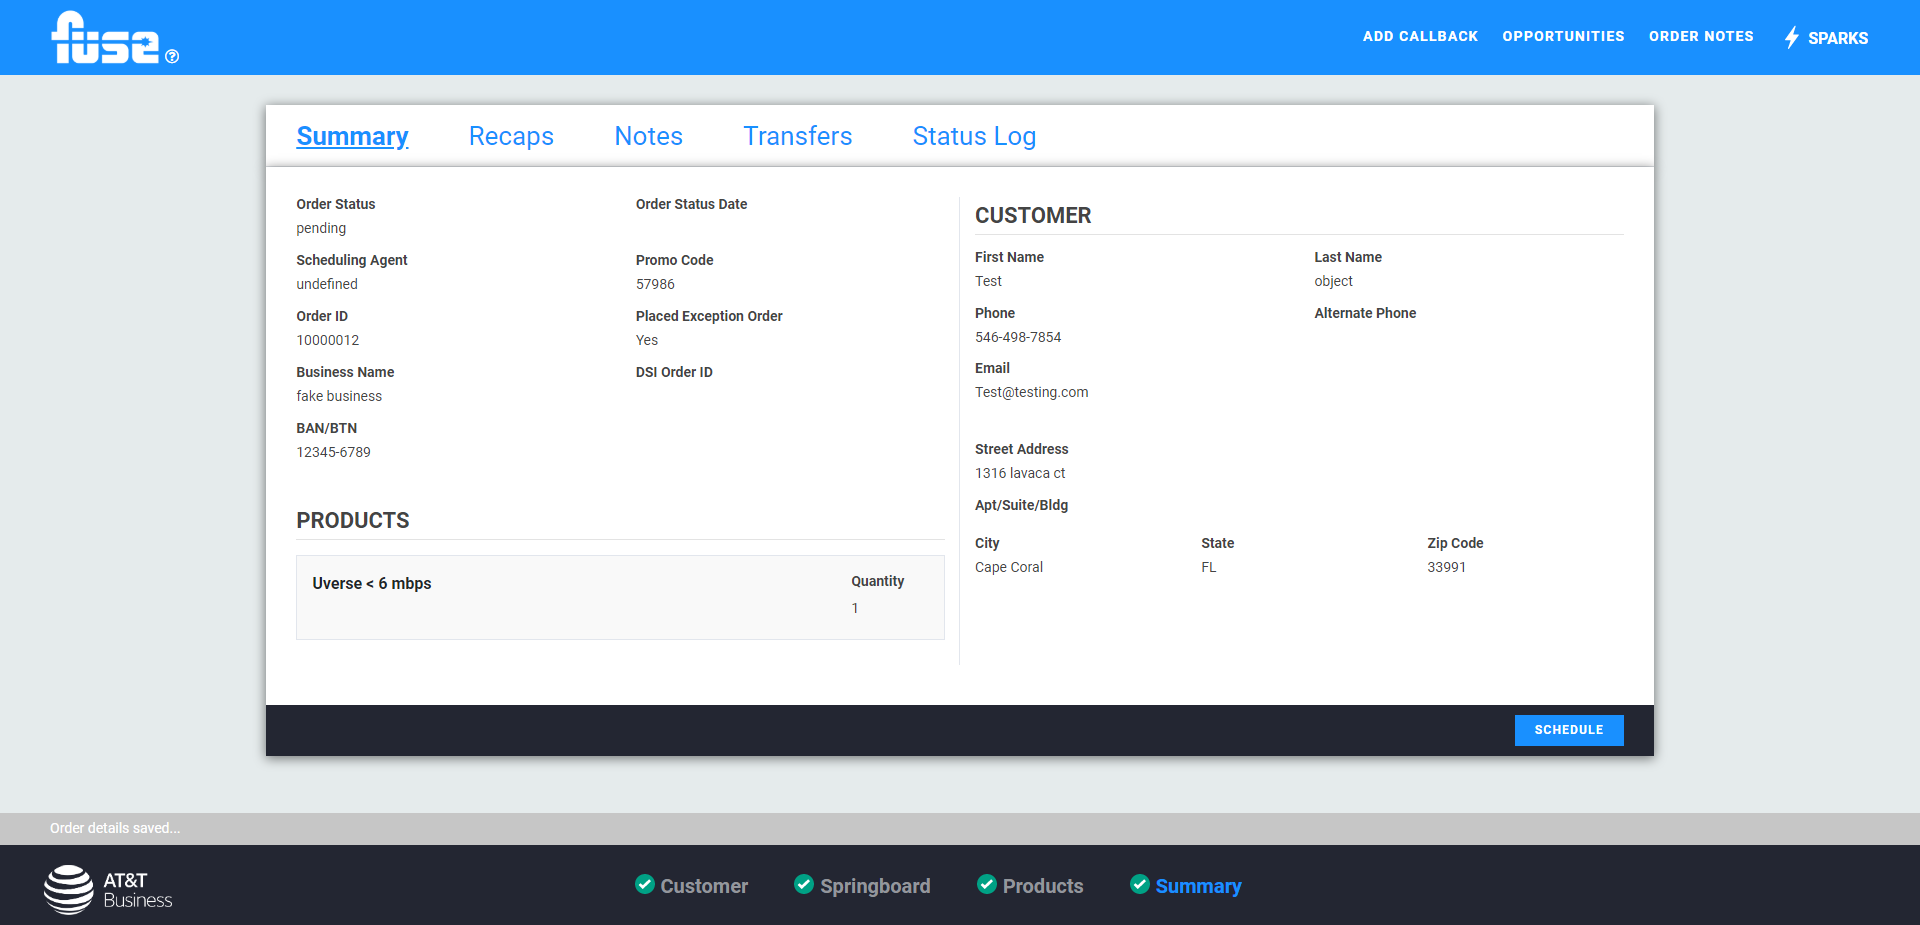 fuse
ADD CALLBACK OPPORTUNITIES ORDER NOTES SPARKS
Summary Recaps Notes Transfers Status Log
Order Status Order Status Date
pending
Scheduling Agent Promo Code
undefined 57986
Order ID Placed Exception Order
10000012 Yes
Business Name DSI Order ID
fake business
BAN/BTN
12345-6789
PRODUCTS
Uverse < 6 mbps Quantity
1
CUSTOMER
First Name Last Name
Test object
Phone Alternate Phone
546-498-7854
Email
Test@testing.com
Street Address
1316 lavaca ct
Apt/Suite/Bldg
City State Zip Code
Cape Coral FL 33991
SCHEDULE
Order details saved...
AT&T
Business
Customer Springboard Products Summary